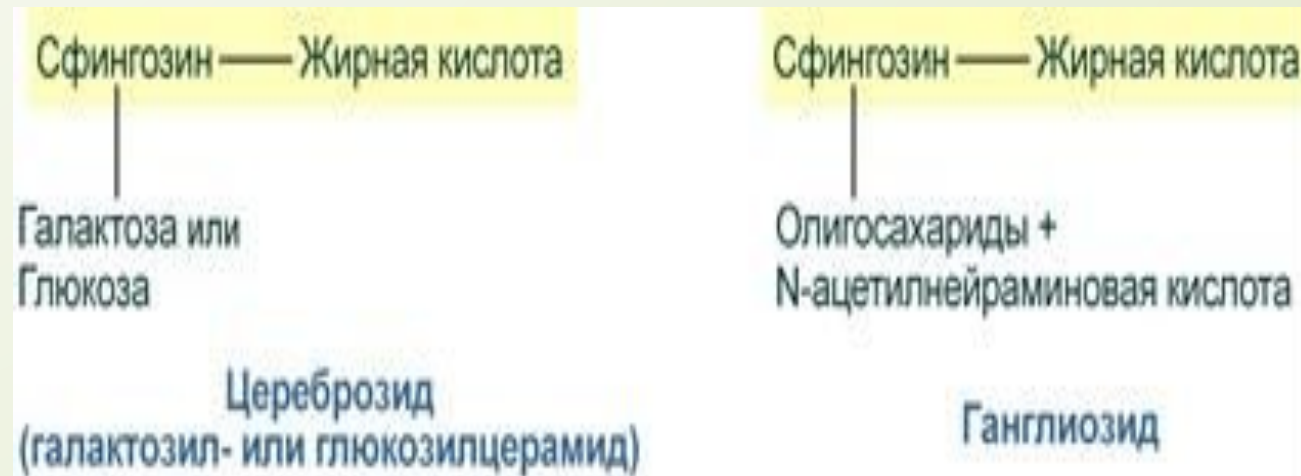 Сфингозин — Жирная кислота
Галактоза или
Глюкоза
Цереброзид
(галактозил- или глюкозилцерамид)
Сфингозин — Жирная кислота
Олигосахариды +
N-ацетилнейраминовая кислота
Ганглиозид